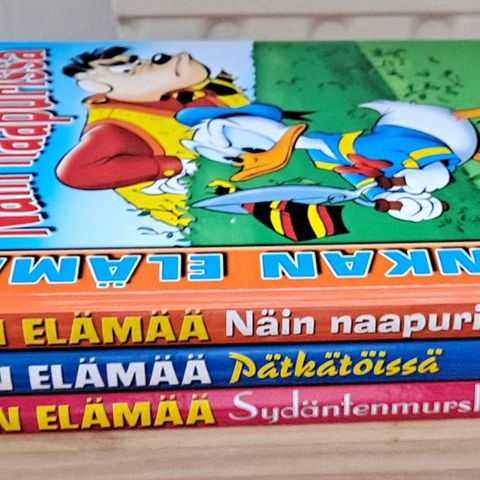 Näin naapurissa
NKAN ELÄMÄ
N ELÄMÄÄ Näin naapuri
N ELÄMÄÄ Pätkätöissä
N ELÄMÄÄ Sydäntenmurs